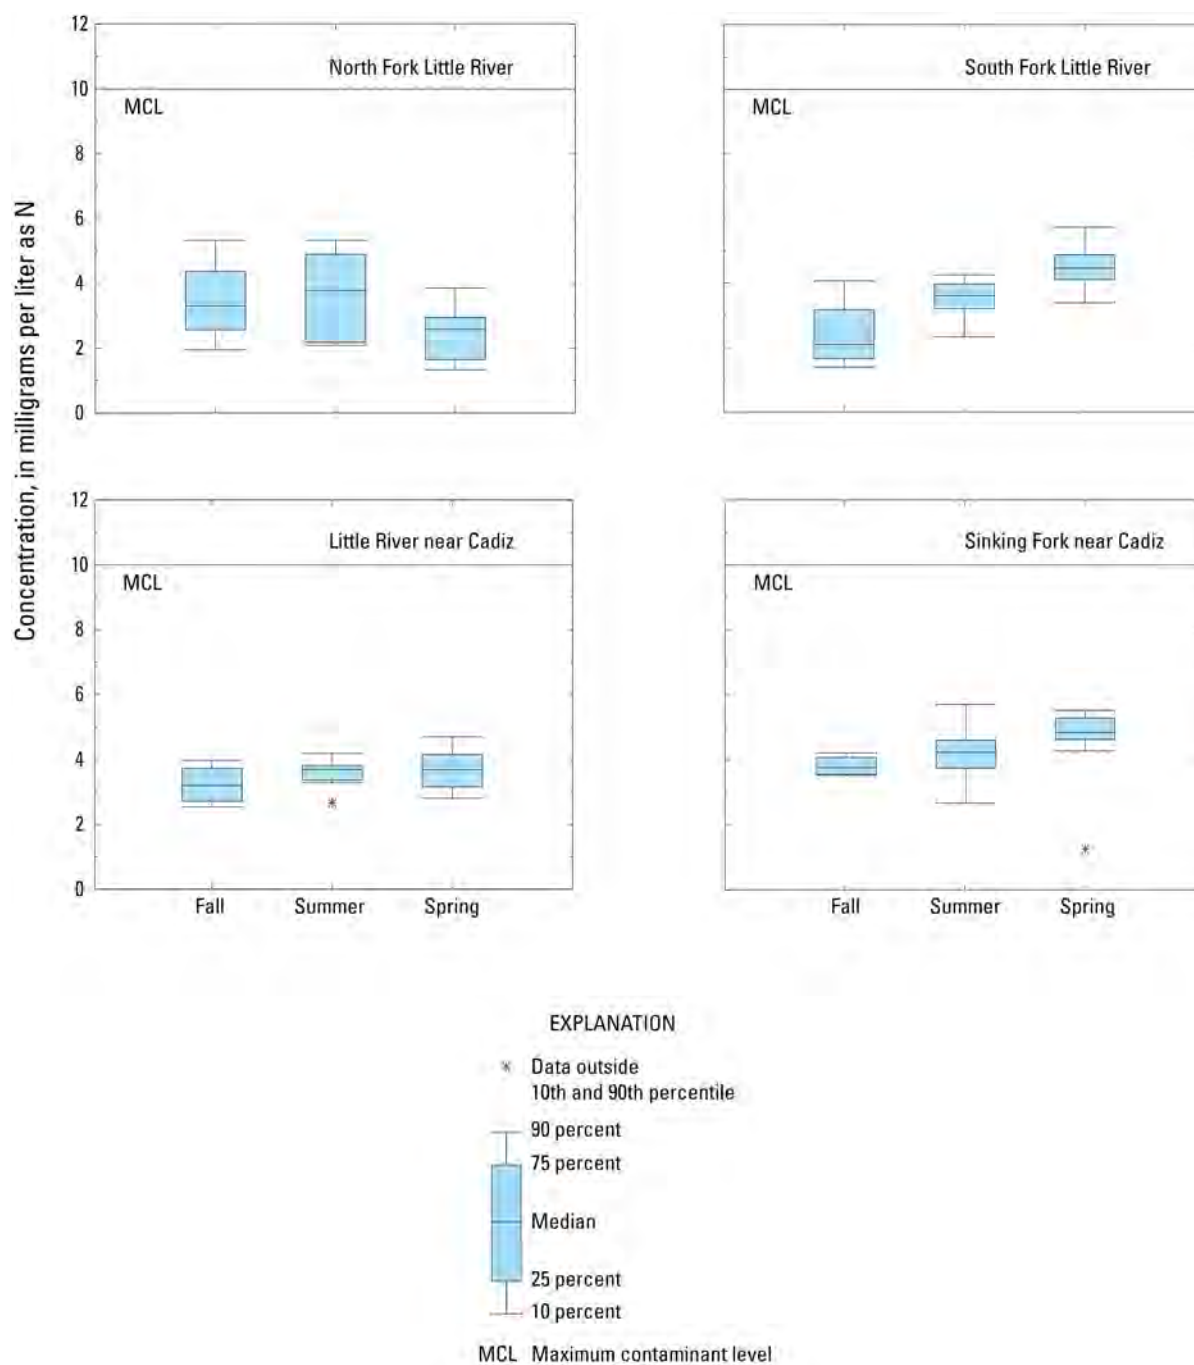 Concentration, in milligrams per liter as N
12
10
8
6
4
2
0
North Fork Little River
MCL
South Fork Little River
MCL
12
10
8
6
4
2
0
Little River near Cadiz
MCL
Fall Summer Spring
Sinking Fork near Cadiz
MCL
Fall Summer Spring
EXPLANATION
* Data outside
10th and 90th percentile
90 percent
75 percent
Median
25 percent
10 percent
MCL Maximum contaminant level